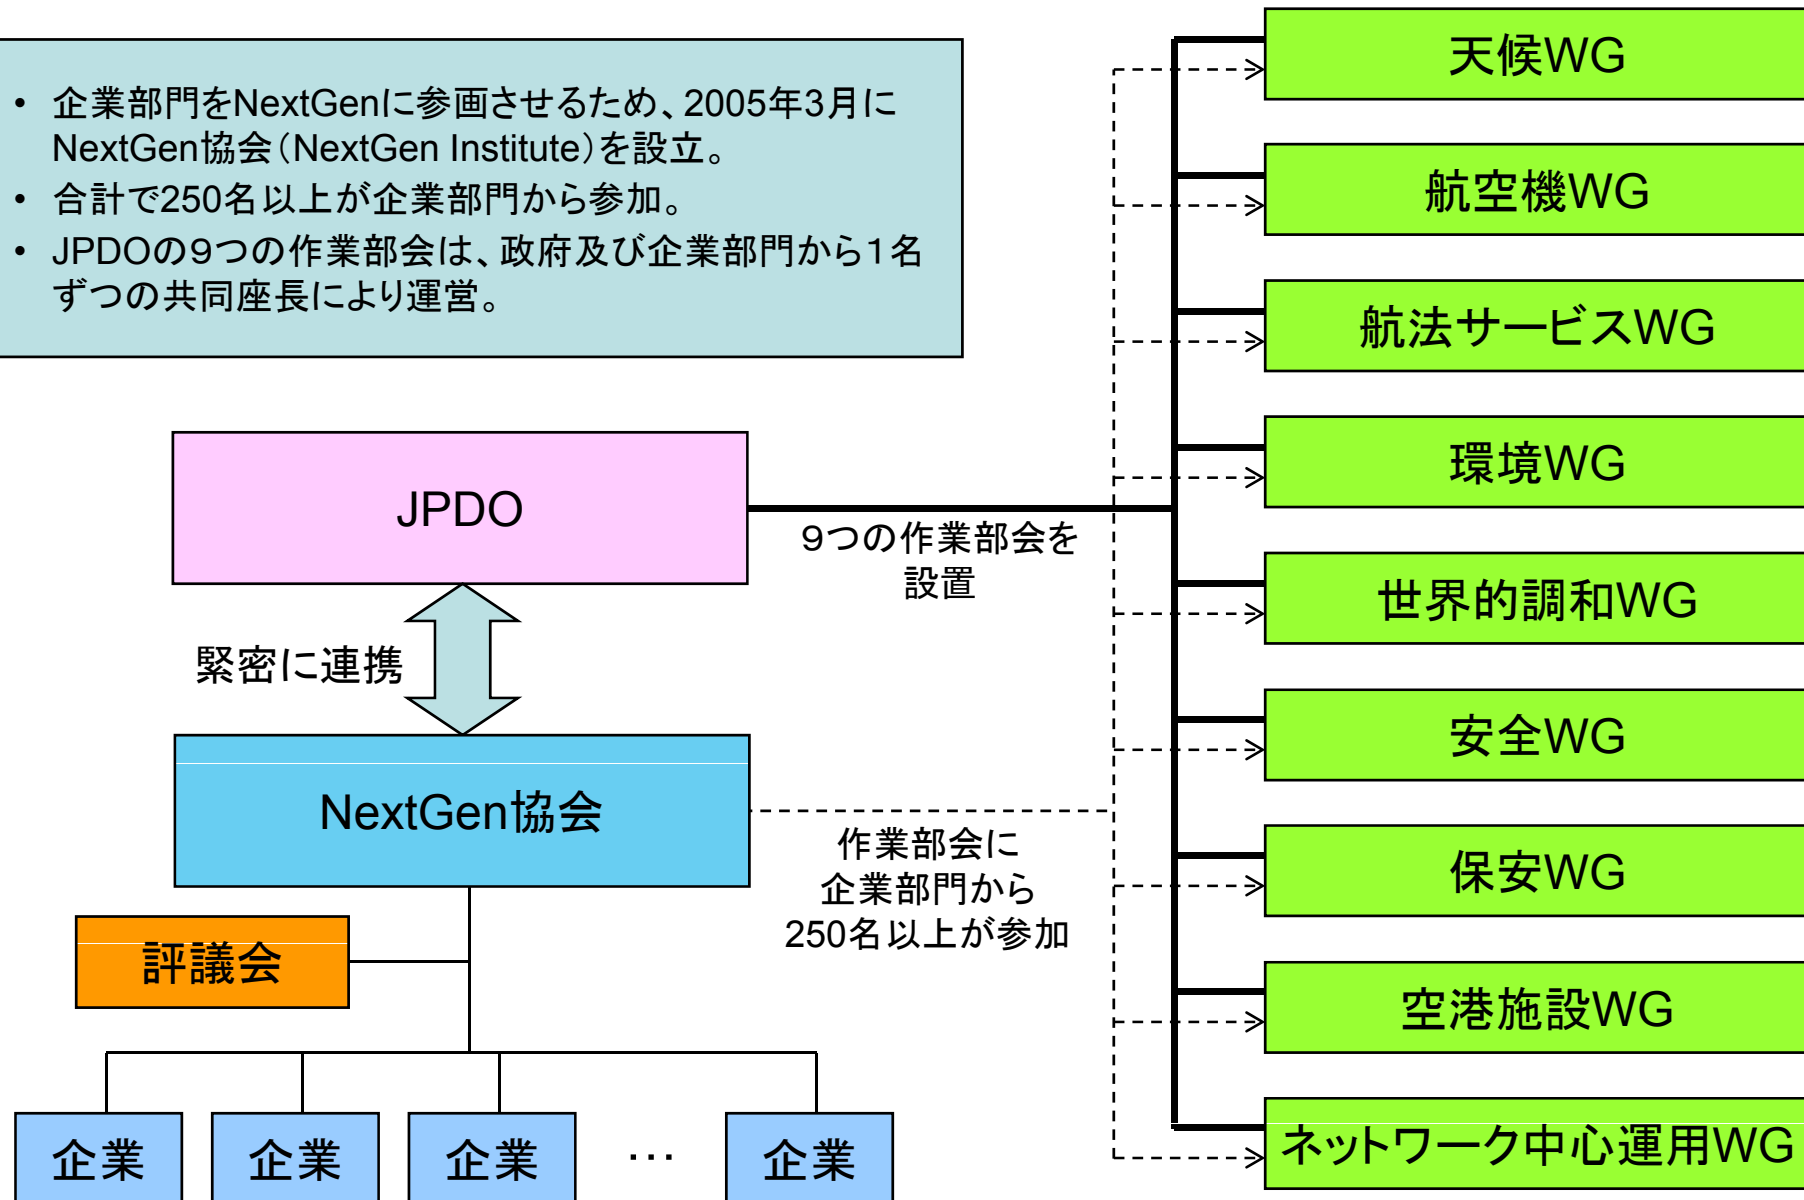 • 企業部門をNextGenに参画させるため、2005年3月に
NextGen協会(NextGen Institute)を設立。
• 合計で250名以上が企業部門から参加。
• JPDOの9つの作業部会は、政府及び企業部門から1名
ずつの共同座長により運営。
JPDO
9つの作業部会を
設置
緊密に連携
NextGen協会
作業部会に
企業部門から
250名以上が参加
評議会
企業 企業 企業 … 企業
天候WG
航空機WG
航法サービスWG
環境WG
世界的調和WG
安全WG
保安WG
空港施設WG
ネットワーク中心運用WG